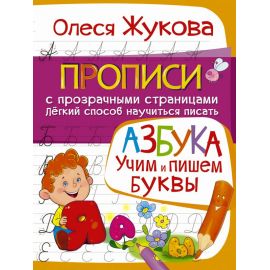 Олеся Жукова
ПРОПИСИ
с прозрачными страницами
Лёгкий способ научиться писать
АЗБУКА
Учим и пишем
буквы